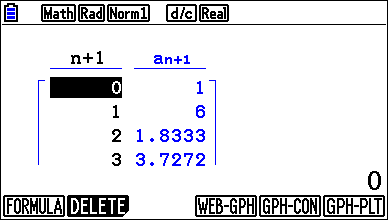 Math Rad Norm1 d/c Real
n+1 an+1
0 1
1 6
2 1.8333
3 3.7272
0
FORMULA DELETE WEB-GPH GPH-CON GPH-PLT